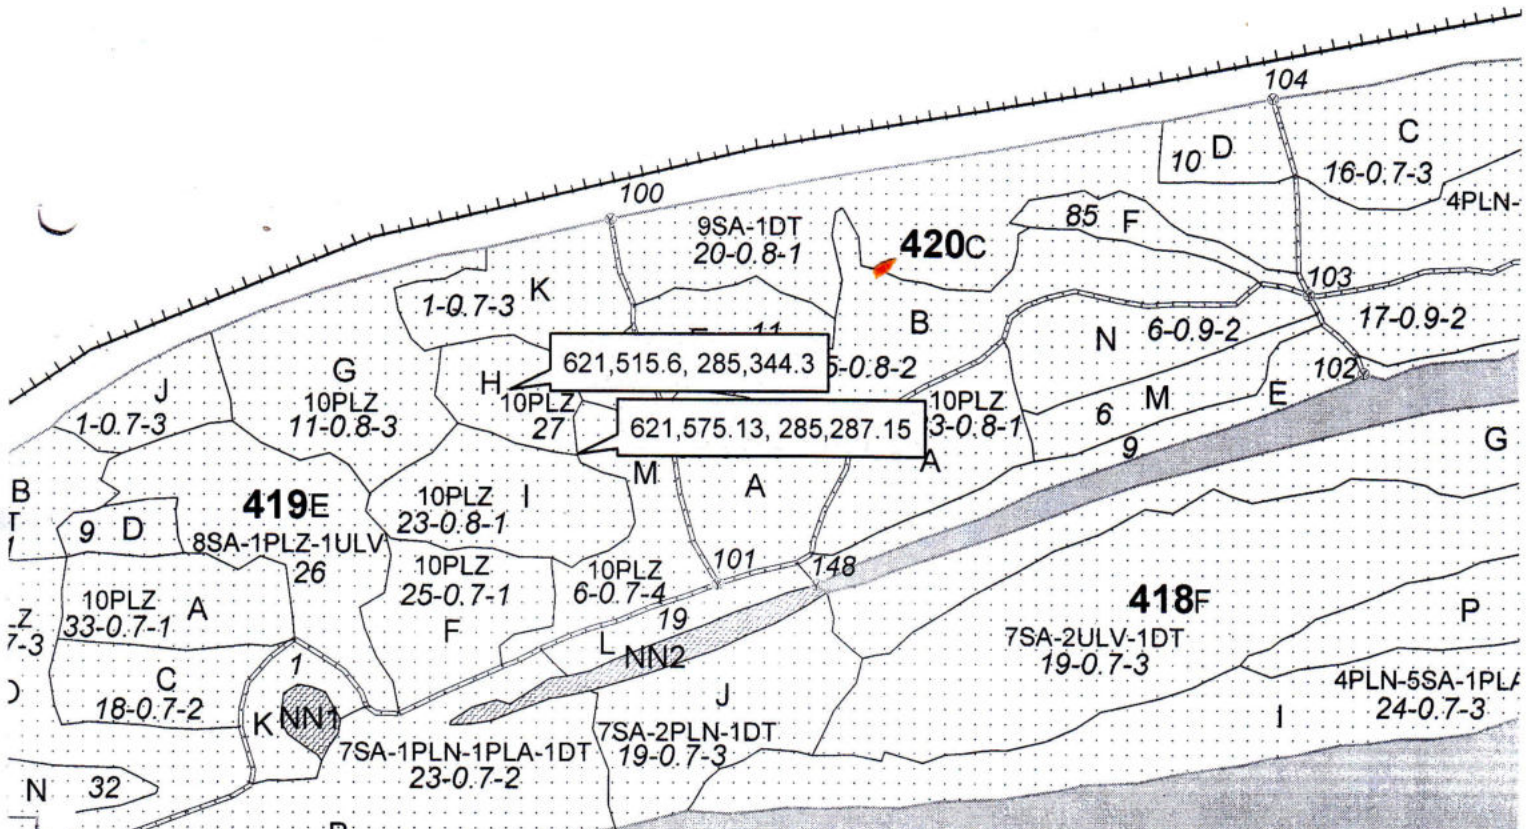 104
C
D
10
16-0.7-3
100
4PLN-
9SA-1DT
20-0.8-1
85 F
420C
K
1-0.7-3
103
B
17-0.9-2
11
N 6-0.9-2
621,515.6, 285,344.3
5-0.8-2
102
J
1-0.7-3
G
10PLZ
11-0.8-3
H
10PLZ
27
10PLZ
3-0.8-1
M
6
E
621,575.13, 285,287.15
9
A
G
B
T
419E
8SA-1PLZ-1ULV
26
9 D
10PLZ
23-0.8-1
I
M
A
101
148
10PLZ
25-0.7-1
F
10PLZ
6-0.7-4
10PLZ
33-0.7-1
A
Z
7-3
418F
7SA-2ULV-1DT
19-0.7-3
P
19
L
NN2
1
C
18-0.7-2
K
NN1
J
7SA-2PLN-1DT
19-0.7-3
4PLN-5SA-1PLA
24-0.7-3
I
7SA-1PLN-1PLA-1DT
23-0.7-2
N 32